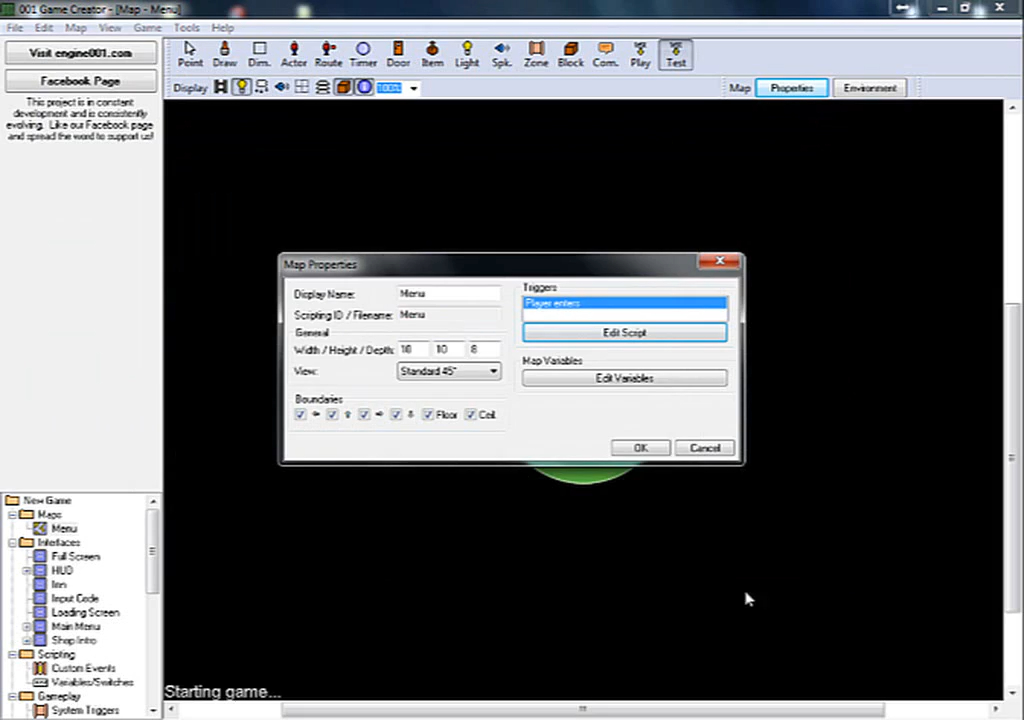 001 Game Creator - [Map - Menu]
File Edit Map View Game Tools Help
Visit engine001.com
Facebook Page
This project is in constant
development and is consistently
evolving. Like our Facebook page
and spread the word to support us!
Point Draw Dim. Actor Route Timer Door Item Light Spk. Zone Block Com. Play Test
Display 100% Map Properties Environment
Map Properties
Display Name: Menu
Scripting ID / Filename: Menu
General
Width / Height / Depth: 16 10 8
View: Standard 45°
Boundaries
Floor Ceil.
Triggers
Player enters
Edit Script
Map Variables
Edit Variables
OK Cancel
New Game
Maps
Menu
Interfaces
Full Screen
HUD
Inn
Input Code
Loading Screen
Main Menu
Shop Intro
Scripting
Custom Events
Variables/Switches
Gameplay
System Triggers
Starting game...